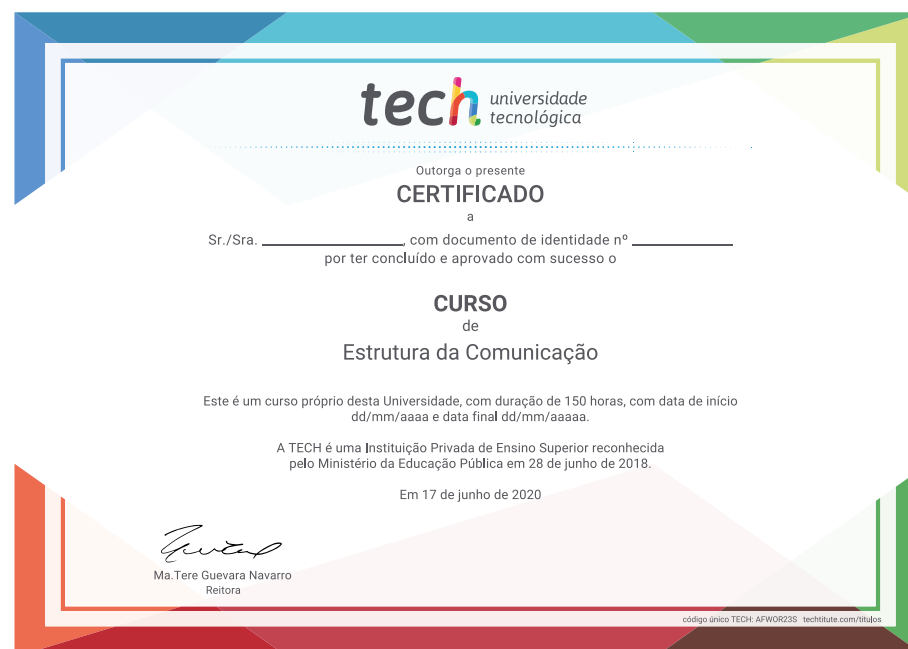 tech universidade
tecnológica
Outorga o presente
CERTIFICADO
a
Sr./Sra. ______________, com documento de identidade nº __________
por ter concluído e aprovado com sucesso o
CURSO
de
Estrutura da Comunicação
Este é um curso próprio desta Universidade, com duração de 150 horas, com data de início
dd/mm/aaaa e data final dd/mm/aaaaa.
A TECH é uma Instituição Privada de Ensino Superior reconhecida
pelo Ministério da Educação Pública em 28 de junho de 2018.
Em 17 de junho de 2020
Ma.Tere Guevara Navarro
Reitora
código único TECH: AFWOR23S techtitute.com/titulos